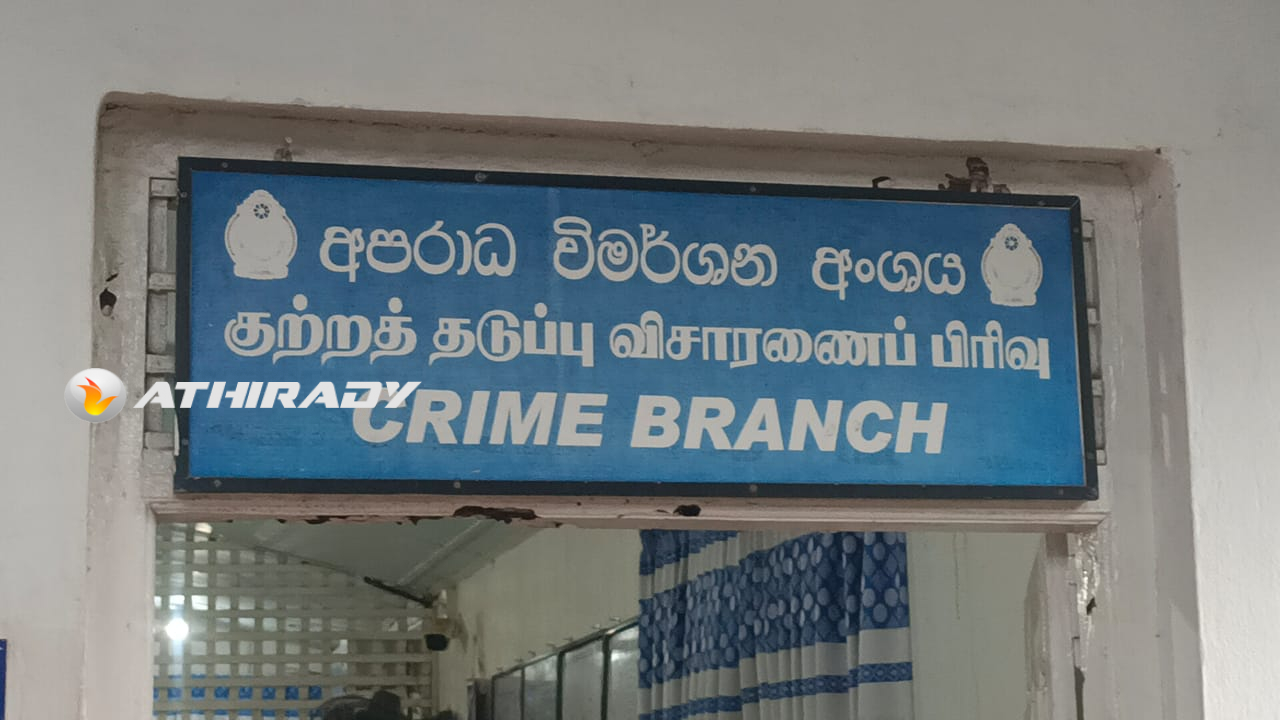 අපරාධ විමර්ශන අංශය
குற்றத் தடுப்பு விசாரணைப் பிரிவு
ATHIRADY
CRIME BRANCH